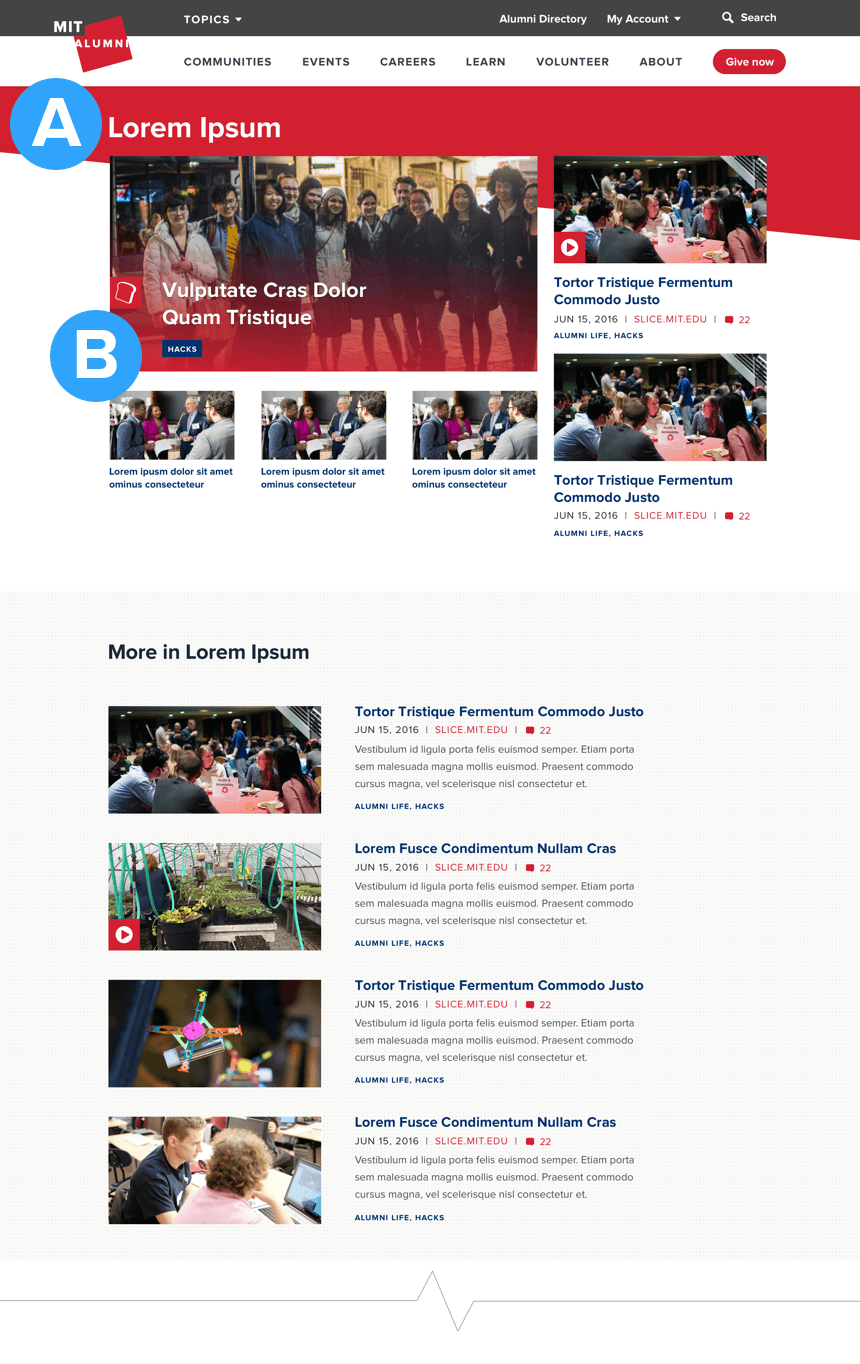 MIT
ALUMNI
TOPICS
Alumni Directory
My Account
Search
COMMUNITIES
EVENTS
CAREERS
LEARN
VOLUNTEER
ABOUT
Give now
A
Lorem Ipsum
Vulputate Cras Dolor
Quam Tristique
HACKS
B
Lorem ipusm dolor sit amet
ominus consecteteur
Lorem ipusm dolor sit amet
ominus consecteteur
Lorem ipusm dolor sit amet
ominus consecteteur
Tortor Tristique Fermentum
Commodo Justo
JUN 15, 2016 | SLICE.MIT.EDU | 22
ALUMNI LIFE, HACKS
Tortor Tristique Fermentum
Commodo Justo
JUN 15, 2016 | SLICE.MIT.EDU | 22
ALUMNI LIFE, HACKS
More in Lorem Ipsum
Tortor Tristique Fermentum Commodo Justo
JUN 15, 2016 | SLICE.MIT.EDU | 22
Vestibulum id ligula porta felis euismod semper. Etiam porta
sem malesuada magna mollis euismod. Praesent commodo
cursus magna, vel scelerisque nisl consectetur et.
ALUMNI LIFE, HACKS
Lorem Fusce Condimentum Nullam Cras
JUN 15, 2016 | SLICE.MIT.EDU | 22
Vestibulum id ligula porta felis euismod semper. Etiam porta
sem malesuada magna mollis euismod. Praesent commodo
cursus magna, vel scelerisque nisl consectetur et.
ALUMNI LIFE, HACKS
Tortor Tristique Fermentum Commodo Justo
JUN 15, 2016 | SLICE.MIT.EDU | 22
Vestibulum id ligula porta felis euismod semper. Etiam porta
sem malesuada magna mollis euismod. Praesent commodo
cursus magna, vel scelerisque nisl consectetur et.
ALUMNI LIFE, HACKS
Lorem Fusce Condimentum Nullam Cras
JUN 15, 2016 | SLICE.MIT.EDU | 22
Vestibulum id ligula porta felis euismod semper. Etiam porta
sem malesuada magna mollis euismod. Praesent commodo
cursus magna, vel scelerisque nisl consectetur et.
ALUMNI LIFE, HACKS